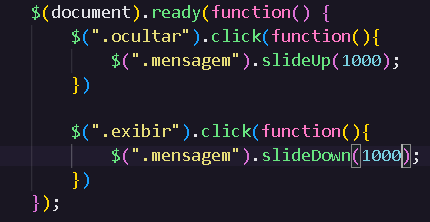 $(document).ready(function() {
$(".ocultar").click(function(){
$(".mensagem").slideUp(1000);
})
$(".exibir").click(function(){
$(".mensagem").slideDown(1000);
})
});